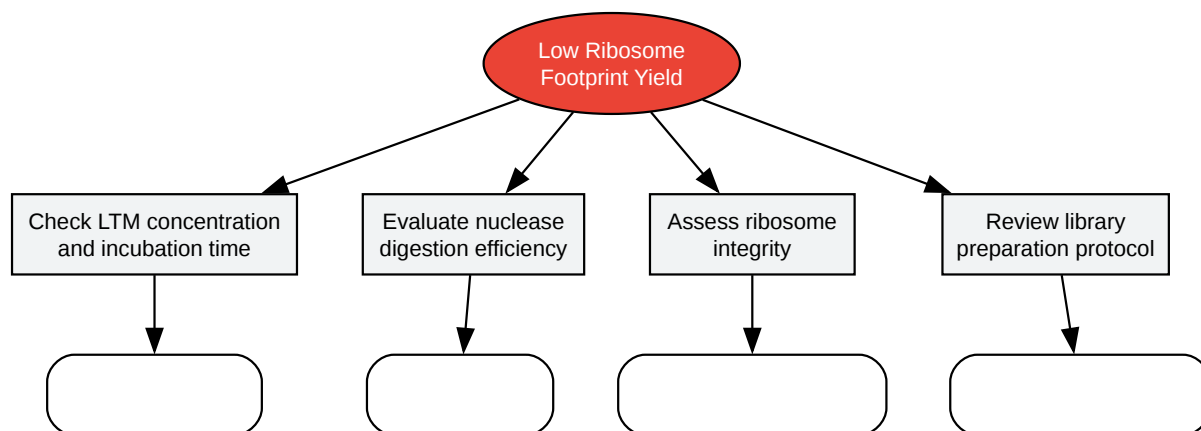 Low Ribosome
Footprint Yield
Check LTM concentration
and incubation time
Evaluate nuclease
digestion efficiency
Assess ribosome
integrity
Review library
preparation protocol